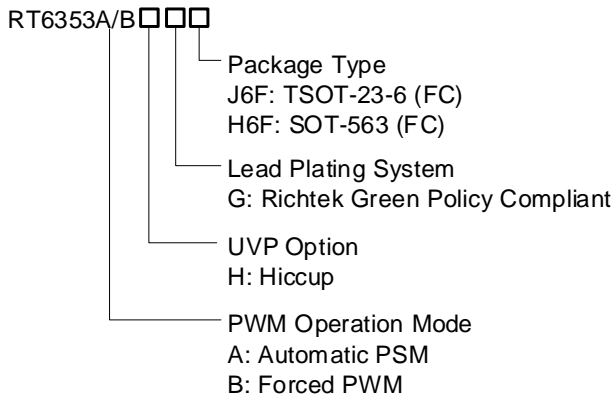 RT6353A/B□□□
Package Type
J6F: TSOT-23-6 (FC)
H6F: SOT-563 (FC)
Lead Plating System
G: Richtek Green Policy Compliant
UVP Option
H: Hiccup
PWM Operation Mode
A: Automatic PSM
B: Forced PWM